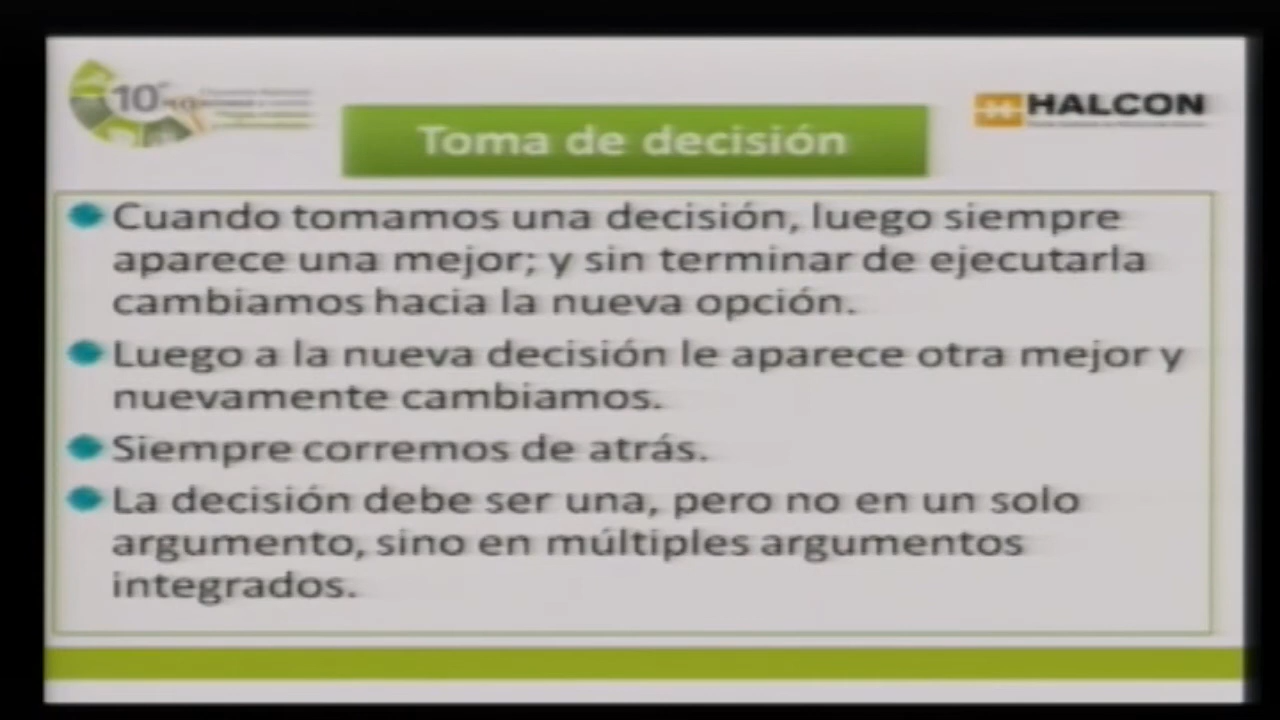 10
HALCON
Toma de decisión
Cuando tomamos una decisión, luego siempre
aparece una mejor; y sin terminar de ejecutarla
cambiamos hacia la nueva opción.
Luego a la nueva decisión le aparece otra mejor y
nuevamente cambiamos.
Siempre corremos de atrás.
La decisión debe ser una, pero no en un solo
argumento, sino en múltiples argumentos
integrados.